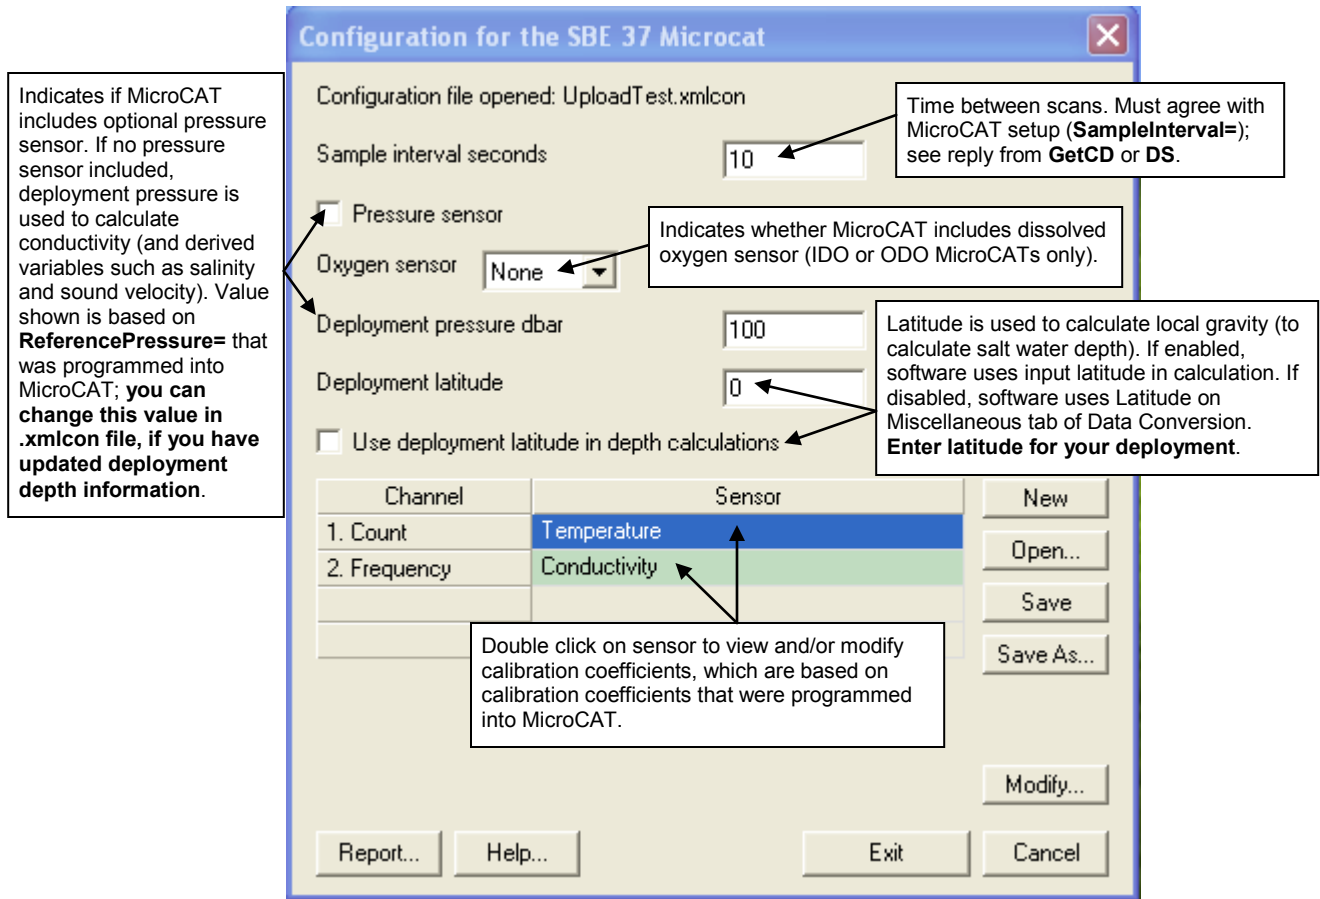 Configuration for the SBE 37 Microcat
Indicates if MicroCAT
includes optional pressure
sensor. If no pressure
sensor included,
deployment pressure is
used to calculate
conductivity (and derived
variables such as salinity
and sound velocity). Value
shown is based on
ReferencePressure= that
was programmed into
MicroCAT; you can
change this value in
.xmlcon file, if you have
updated deployment
depth information.
Configuration file opened: UploadTest.xmlcon
Sample interval seconds
10
Time between scans. Must agree with
MicroCAT setup (SampleInterval=);
see reply from GetCD or DS.
Pressure sensor
Oxygen sensor
None
Indicates whether MicroCAT includes dissolved
oxygen sensor (IDO or ODO MicroCATs only).
Deployment pressure dbar
100
Deployment latitude
0
Use deployment latitude in depth calculations
Latitude is used to calculate local gravity (to
calculate salt water depth). If enabled,
software uses input latitude in calculation. If
disabled, software uses Latitude on
Miscellaneous tab of Data Conversion.
Enter latitude for your deployment.
Channel Sensor
1. Count Temperature
2. Frequency Conductivity
New
Open...
Save
Save As...
Double click on sensor to view and/or modify
calibration coefficients, which are based on
calibration coefficients that were programmed
into MicroCAT.
Modify...
Report... Help... Exit Cancel